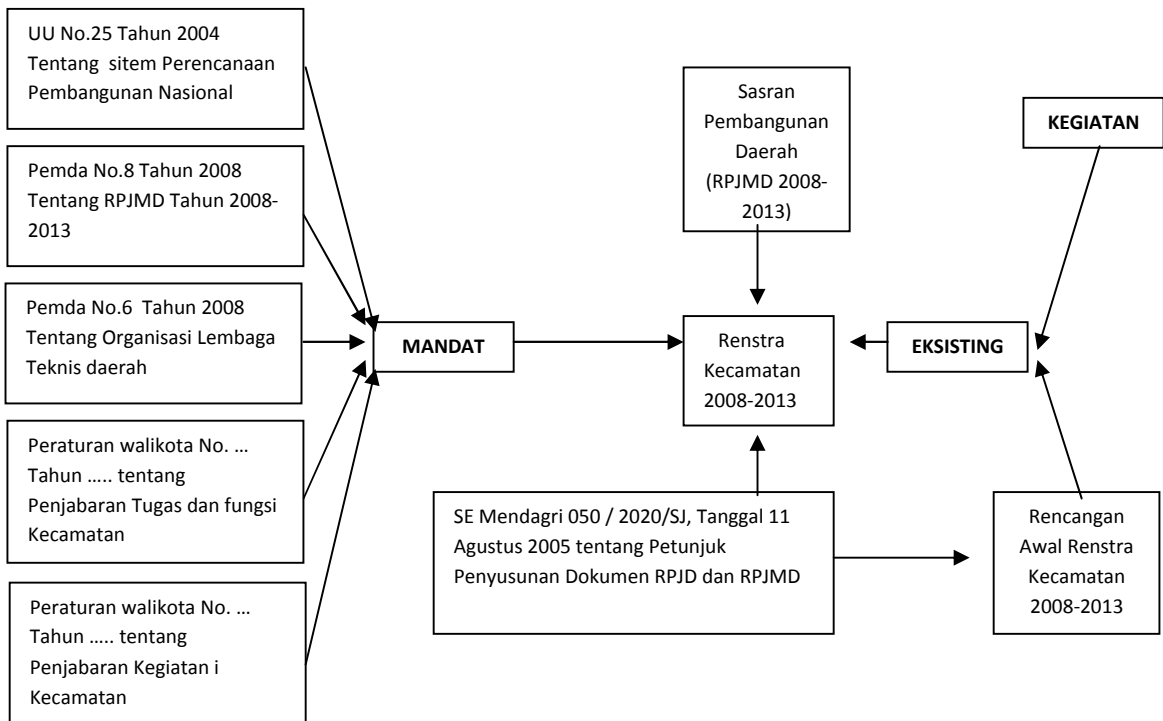 UU No.25 Tahun 2004
Tentang sitem Perencanaan
Pembangunan Nasional
Pemda No.8 Tahun 2008
Tentang RPJMD Tahun 2008-
2013
Pemda No.6 Tahun 2008
Tentang Organisasi Lembaga
Teknis daerah
Peraturan walikota No. …
Tahun ….. tentang
Penjabaran Tugas dan fungsi
Kecamatan
Peraturan walikota No. …
Tahun ….. tentang
Penjabaran Kegiatan i
Kecamatan
MANDAT
Sasran
Pembangunan
Daerah
(RPJMD 2008-
2013)
Renstra
Kecamatan
2008-2013
SE Mendagri 050 / 2020/SJ, Tanggal 11
Agustus 2005 tentang Petunjuk
Penyusunan Dokumen RPJD dan RPJMD
KEGIATAN
EKSISTING
Rencangan
Awal Renstra
Kecamatan
2008-2013